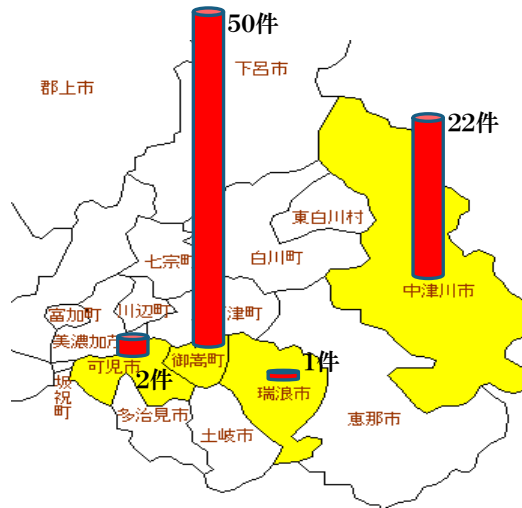 50件
下呂市
郡上市
22件
東白川村
七宗町
白川町
中津川市
富加町
川辺町
津町
美濃加茂
可児市
御嵩町
1件
2件
瑞浪市
坂祝町
多治見市
土岐市
恵那市